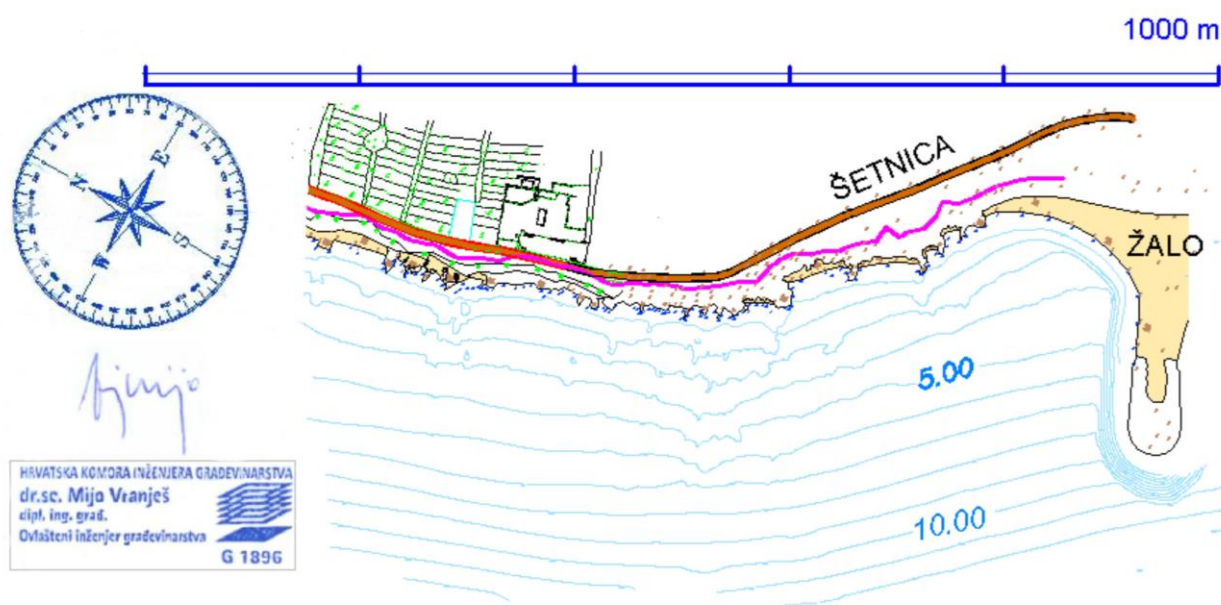 1000 m
ŠETNICA
ŽALO
N
E
S
W
5.00
10.00
HRVATSKA KOMORA INŽENJERA GRAĐEVINARSTVA
dr.sc. Mijo Vranješ
dipl. ing. građ.
Ovlašteni inženjer građevinarstva
G 1896